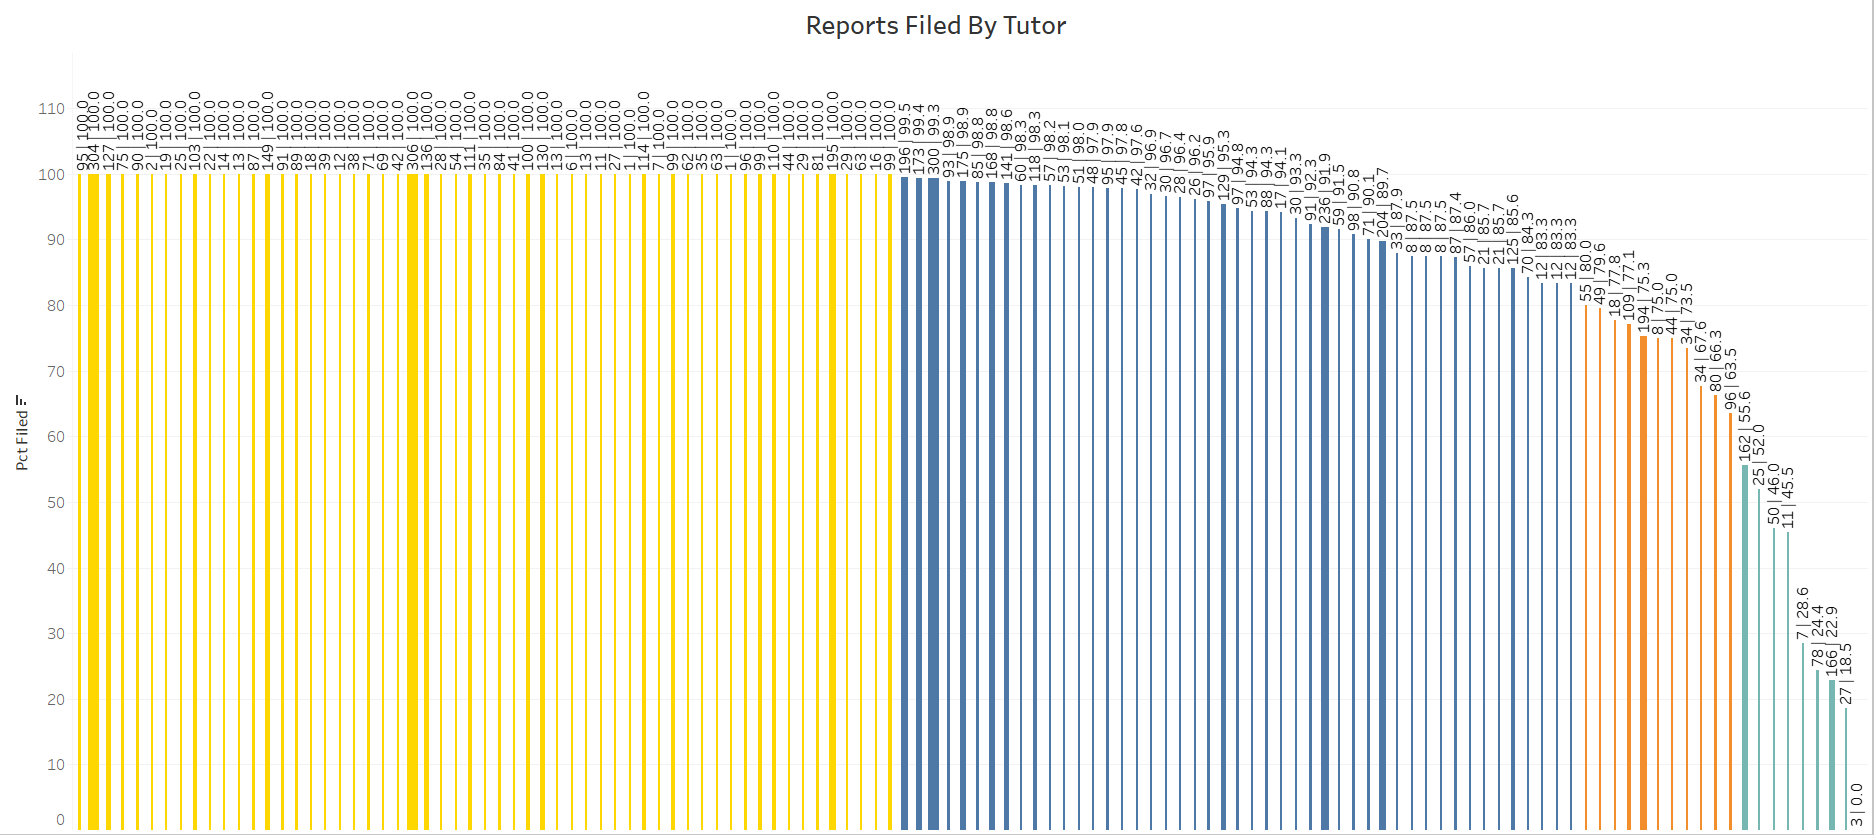 Reports Filed By Tutor
Pct Filed
110
100
90
80
70
60
50
40
30
20
10
0
95 | 100.0
304 | 100.0
127 | 100.0
75 | 100.0
90 | 100.0
2 | 100.0
19 | 100.0
25 | 100.0
103 | 100.0
22 | 100.0
14 | 100.0
13 | 100.0
37 | 100.0
149 | 100.0
91 | 100.0
89 | 100.0
18 | 100.0
39 | 100.0
12 | 100.0
38 | 100.0
71 | 100.0
69 | 100.0
42 | 100.0
306 | 100.0
136 | 100.0
28 | 100.0
54 | 100.0
111 | 100.0
35 | 100.0
84 | 100.0
41 | 100.0
100 | 100.0
130 | 100.0
13 | 100.0
6 | 100.0
13 | 100.0
11 | 100.0
27 | 100.0
1 | 100.0
114 | 100.0
7 | 100.0
69 | 100.0
62 | 100.0
35 | 100.0
63 | 100.0
1 | 100.0
96 | 100.0
99 | 100.0
110 | 100.0
44 | 100.0
29 | 100.0
81 | 100.0
195 | 100.0
29 | 100.0
63 | 100.0
16 | 100.0
99 | 100.0
196 | 99.5
173 | 99.4
300 | 99.3
93 | 98.9
175 | 98.9
85 | 98.8
168 | 98.8
141 | 98.6
60 | 98.3
118 | 98.3
57 | 98.2
53 | 98.1
51 | 98.0
48 | 97.9
95 | 97.9
45 | 97.8
42 | 97.6
32 | 96.9
30 | 96.7
28 | 96.4
26 | 96.2
97 | 95.9
129 | 95.3
97 | 94.8
53 | 94.3
88 | 94.3
17 | 94.1
30 | 93.3
91 | 92.3
236 | 91.9
59 | 91.5
98 | 90.8
71 | 90.1
204 | 89.7
33 | 87.9
8 | 87.5
8 | 87.5
8 | 87.5
87 | 87.4
57 | 86.0
21 | 85.7
21 | 85.7
125 | 85.6
70 | 84.3
12 | 83.3
12 | 83.3
12 | 83.3
55 | 80.0
49 | 79.6
18 | 77.8
109 | 77.1
194 | 75.3
8 | 75.0
44 | 75.0
34 | 73.5
34 | 67.6
80 | 66.3
96 | 63.5
162 | 55.6
25 | 52.0
50 | 46.0
11 | 45.5
7 | 28.6
78 | 24.4
166 | 22.9
27 | 18.5
3 | 0.0